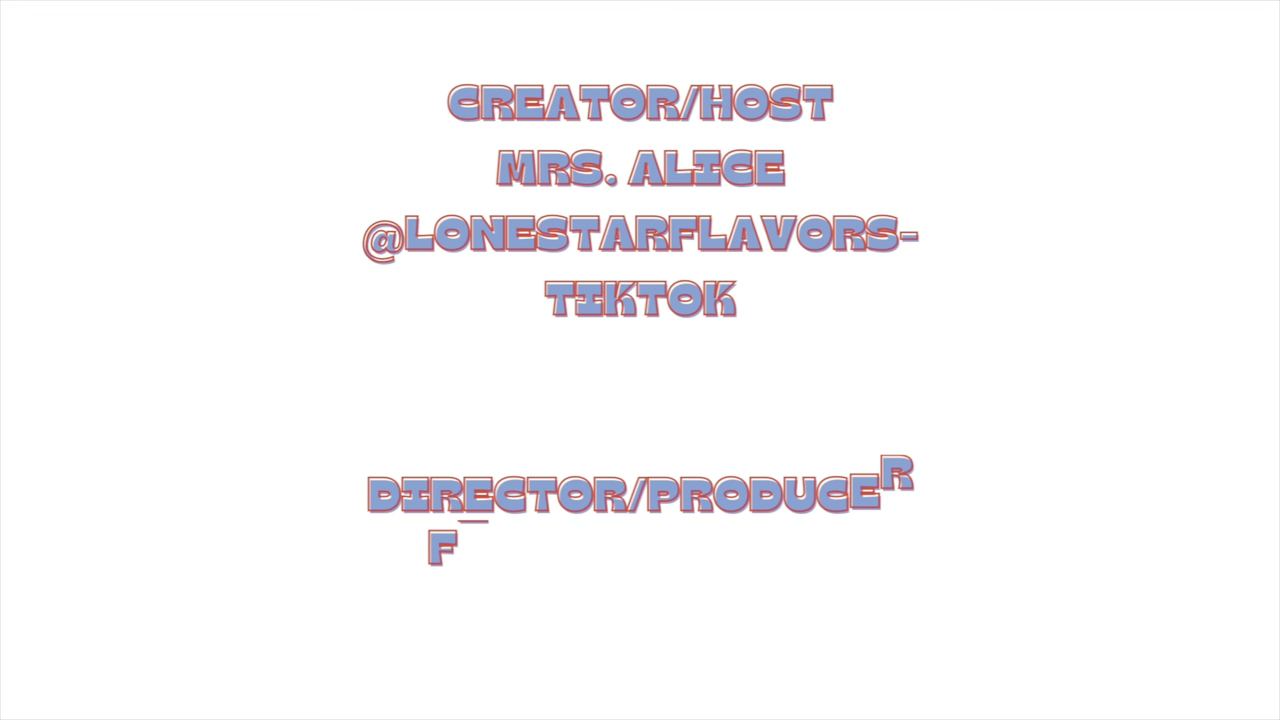 CREATOR/HOST
MRS. ALICE
@LONESTARFLAVORS-
TIKTOK
DIRECTOR/PRODUCER
F